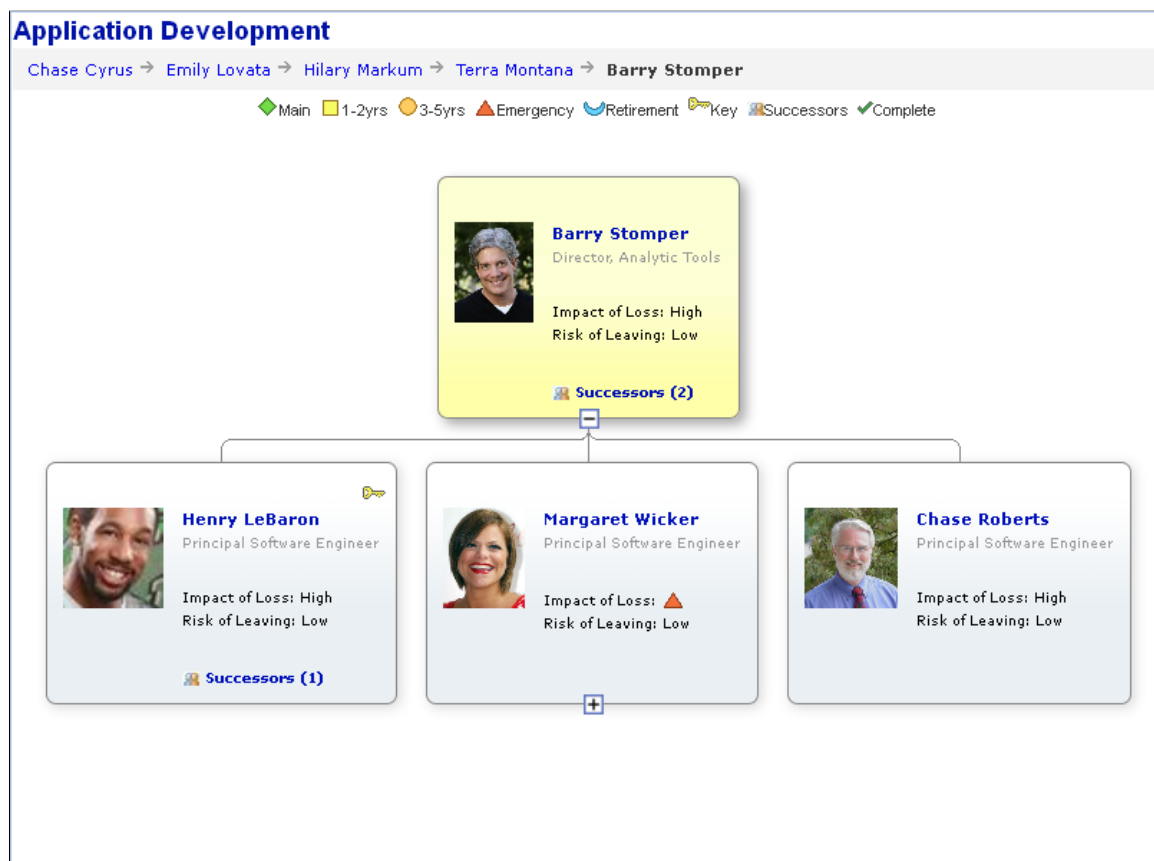 Application Development
Chase Cyrus Emily Lovata Hilary Markum Terra Montana Barry Stomper
Main 1-2yrs 3-5yrs Emergency Retirement Key Successors Complete
Barry Stomper
Director, Analytic Tools
Impact of Loss: High
Risk of Leaving: Low
Successors (2)
Henry LeBaron
Principal Software Engineer
Impact of Loss: High
Risk of Leaving: Low
Successors (1)
Margaret Wicker
Principal Software Engineer
Impact of Loss:
Risk of Leaving: Low
Chase Roberts
Principal Software Engineer
Impact of Loss: High
Risk of Leaving: Low